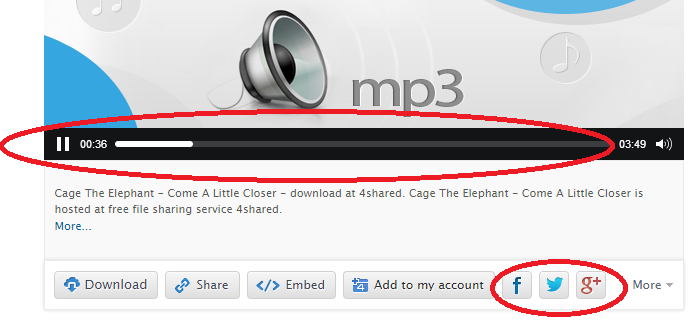 mp3
00:36 03:49
Cage The Elephant - Come A Little Closer - download at 4shared. Cage The Elephant - Come A Little Closer is
hosted at free file sharing service 4shared.
More...
Download Share Embed 4 Add to my account f g+ More